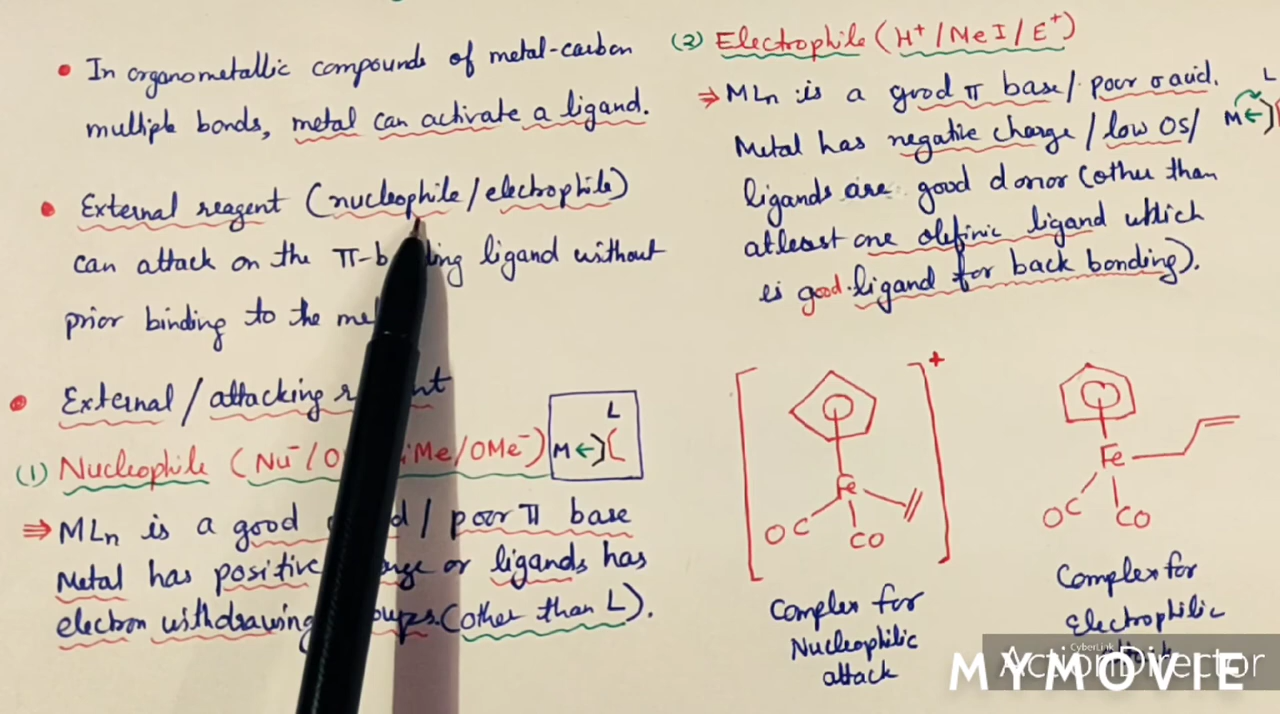 • In organometallic compounds of metal-carbon
multiple bonds, metal can activate a ligand.
• External reagent (nucleophile/electrophile)
can attack on the π-b ding ligand without
prior binding to the me
• External/attacking r nt
(1) Nucleophile (Nu⁻/O iMe/OMe⁻)
L
M←)(
⇒ MLn is a good d/poor π base
Metal has positive rge or ligands has
electron withdrawing oups. (other than L).
(2) Electrophile (H⁺/MeI/E⁺)
⇒ MLn is a good π base/poor σ acid.
Metal has negative charge/low OS/
ligands are good donor (other than
atleast one olefinic ligand which
is good ligand for back bonding).
L
M←)
+
Fe
OC
CO
Complex for
Nucleophilic
attack
Fe
OC
CO
Complex for
Electrophilic
CyberLink
ActionDirector
MYMOVIE